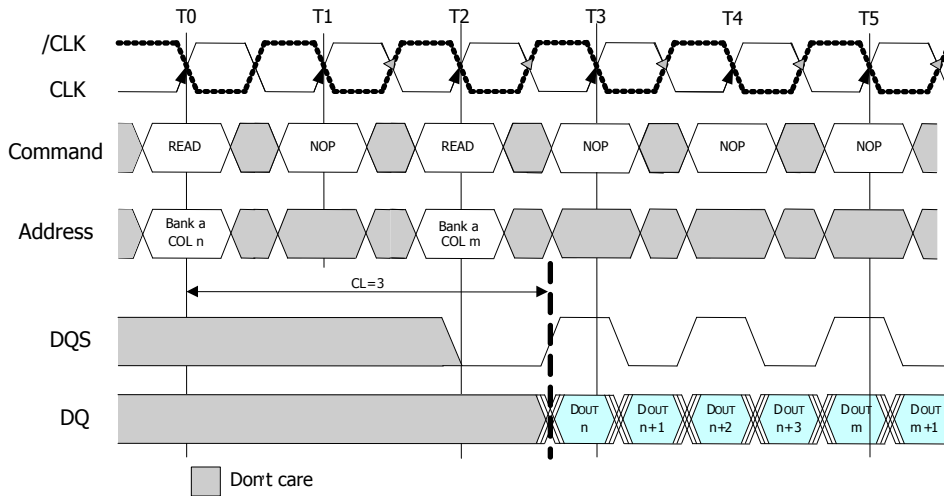 T0 T1 T2 T3 T4 T5
/CLK
CLK
Command READ NOP READ NOP NOP NOP
Address Bank a COL n Bank a COL m
CL=3
DQS
DQ DOUT n DOUT n+1 DOUT n+2 DOUT n+3 DOUT m DOUT m+1
Don't care